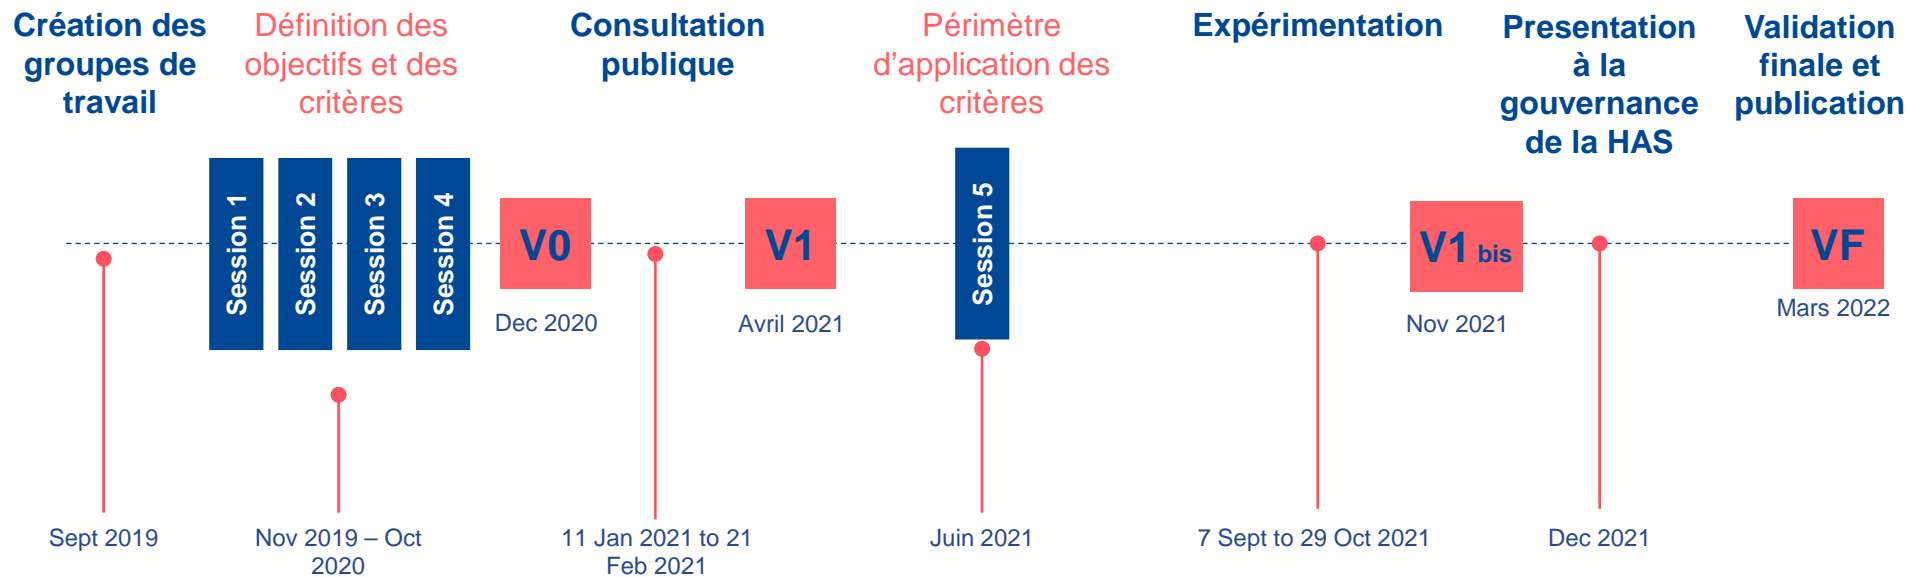 Création des
groupes de
travail
Définition des
objectifs et des
critères
Consultation
publique
Périmètre
d'application des
critères
Expérimentation
Presentation
à la
gouvernance
de la HAS
Validation
finale et
publication
Session 1
Session 2
Session 3
Session 4
V0
V1
Session 5
V1 bis
VF
Dec 2020
Avril 2021
Nov 2021
Mars 2022
Sept 2019
Nov 2019 – Oct
2020
11 Jan 2021 to 21
Feb 2021
Juin 2021
7 Sept to 29 Oct 2021
Dec 2021